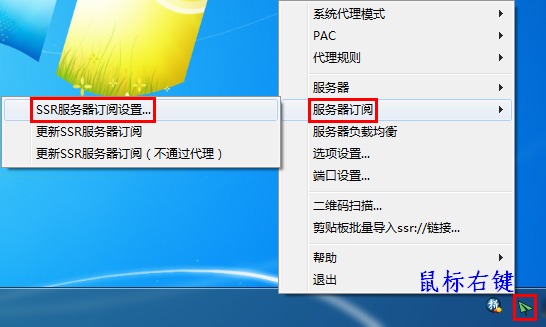 系统代理模式
PAC
代理规则
服务器
服务器订阅
服务器负载均衡
选项设置...
端口设置...
二维码扫描...
剪贴板批量导入ssr://链接...
帮助
退出
SSR服务器订阅设置...
更新SSR服务器订阅
更新SSR服务器订阅（不通过代理）
鼠标右键